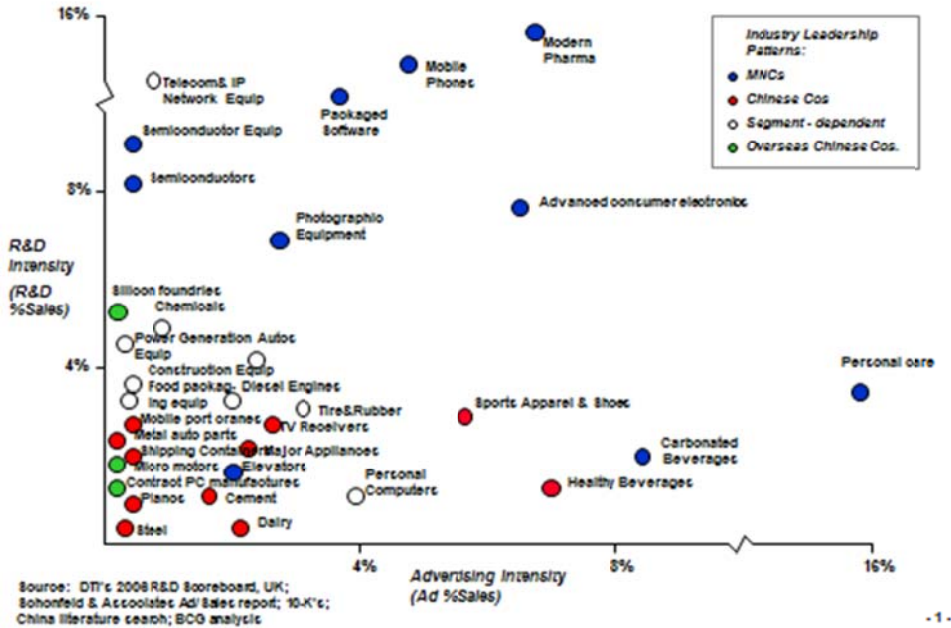 16%
Industry Leadership
Patterns:
MNCs
Chinese Cos
Segment - dependent
Overseas Chinese Cos.
Modern
Pharma
Mobile
Phones
Telecom & IP
Network Equip
Packaged
Software
Semiconductor Equip
8%
Semiconductors
Advanced consumer electronics
Photographic
Equipment
R&D
Intensity
(R&D
%Sales)
Silicon foundries
Chemicals
Power Generation
Equip
Autos
4%
Construction Equip
Personal care
Food packag-
ing equip
Diesel Engines
Tire&Rubber
Sports Apparel & Shoes
Mobile port cranes
TV Receivers
Metal auto parts
Shipping Containers
Major Appliances
Carbonated
Beverages
Micro motors
Elevators
Personal
Computers
Contract PC manufactures
Healthy Beverages
Pianos
Cement
Steel
Dairy
4%
8%
16%
Advertising Intensity
(Ad %Sales)
Source: DTI's 2006 R&D Scoreboard, UK;
Schonfeld & Associates Ad/Sales report; 10-K's;
China literature search; BCG analysis
- 1 -